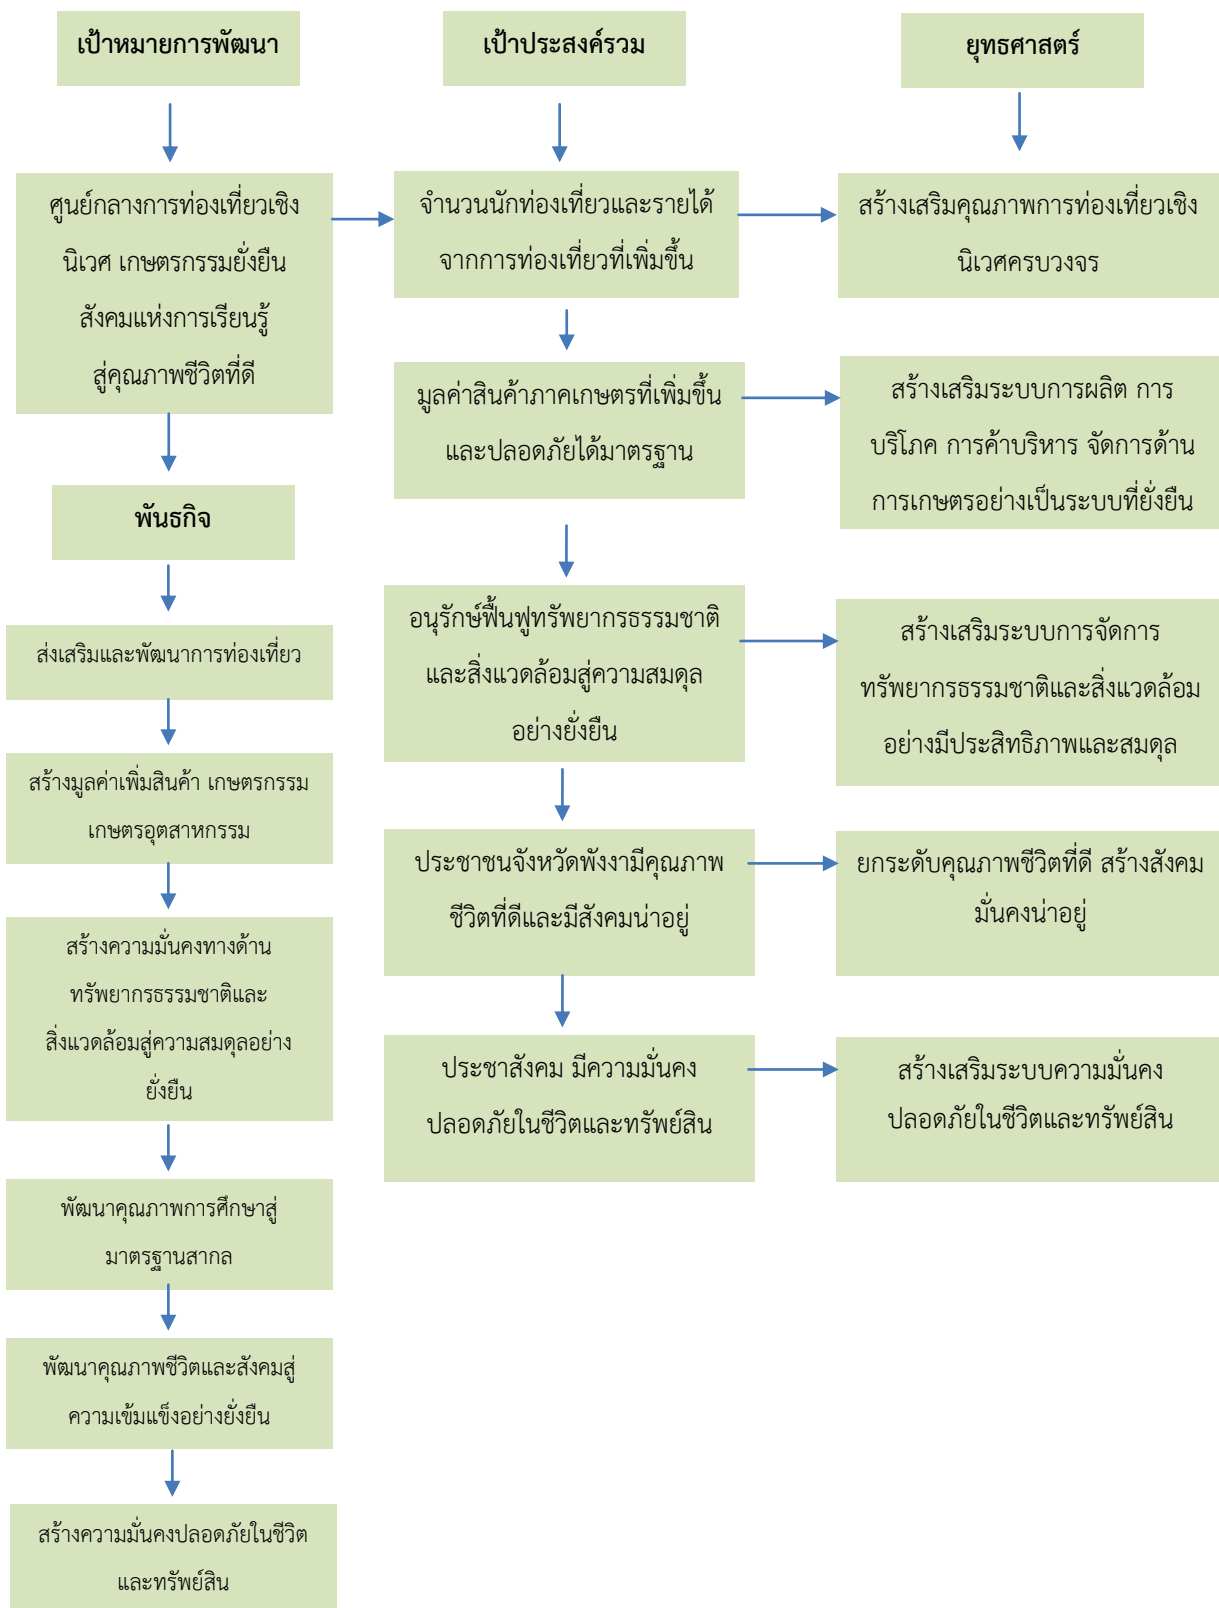 เป้าหมายการพัฒนา
ศูนย์กลางการท่องเที่ยวเชิง
นิเวศ เกษตรกรรมยั่งยืน
สังคมแห่งการเรียนรู้
สู่คุณภาพชีวิตที่ดี
พันธกิจ
ส่งเสริมและพัฒนาการท่องเที่ยว
สร้างมูลค่าเพิ่มสินค้า เกษตรกรรม
เกษตรอุตสาหกรรม
สร้างความมั่นคงทางด้าน
ทรัพยากรธรรมชาติและ
สิ่งแวดล้อมสู่ความสมดุลอย่าง
ยั่งยืน
พัฒนาคุณภาพการศึกษาสู่
มาตรฐานสากล
พัฒนาคุณภาพชีวิตและสังคมสู่
ความเข้มแข็งอย่างยั่งยืน
สร้างความมั่นคงปลอดภัยในชีวิต
และทรัพย์สิน
เป้าประสงค์รวม
จำนวนนักท่องเที่ยวและรายได้
จากการท่องเที่ยวที่เพิ่มขึ้น
มูลค่าสินค้าภาคเกษตรที่เพิ่มขึ้น
และปลอดภัยได้มาตรฐาน
อนุรักษ์ฟื้นฟูทรัพยากรธรรมชาติ
และสิ่งแวดล้อมสู่ความสมดุล
อย่างยั่งยืน
ประชาชนจังหวัดพังงามีคุณภาพ
ชีวิตที่ดีและมีสังคมน่าอยู่
ประชาสังคม มีความมั่นคง
ปลอดภัยในชีวิตและทรัพย์สิน
ยุทธศาสตร์
สร้างเสริมคุณภาพการท่องเที่ยวเชิง
นิเวศครบวงจร
สร้างเสริมระบบการผลิต การ
บริโภค การค้าบริหาร จัดการด้าน
การเกษตรอย่างเป็นระบบที่ยั่งยืน
สร้างเสริมระบบการจัดการ
ทรัพยากรธรรมชาติและสิ่งแวดล้อม
อย่างมีประสิทธิภาพและสมดุล
ยกระดับคุณภาพชีวิตที่ดี สร้างสังคม
มั่นคงน่าอยู่
สร้างเสริมระบบความมั่นคง
ปลอดภัยในชีวิตและทรัพย์สิน